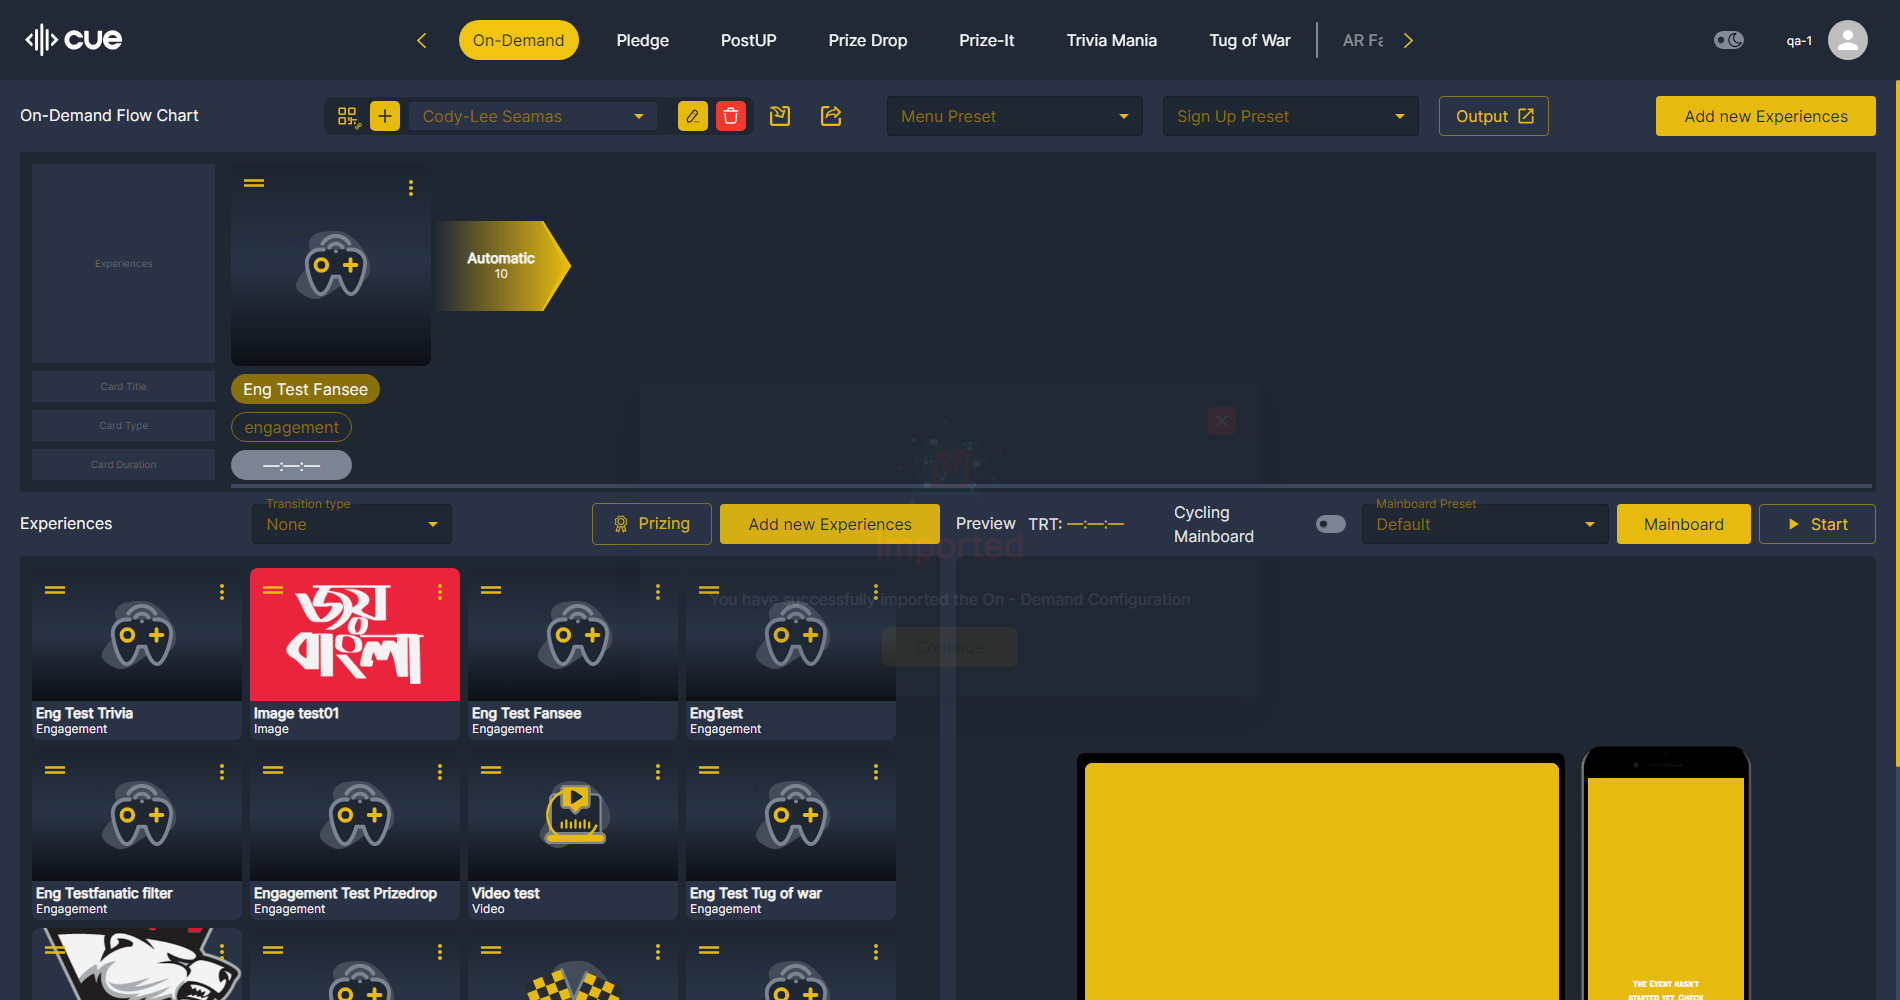 cue
On-Demand
Pledge
PostUP
Prize Drop
Prize-It
Trivia Mania
Tug of War
AR Fa
qa-1
On-Demand Flow Chart
Cody-Lee Seamas
Menu Preset
Sign Up Preset
Output
Add new Experiences
Experiences
Automatic
10
Card Title
Eng Test Fansee
Card Type
engagement
Card Duration
—:—:—
Experiences
Transition type
None
Prizing
Add new Experiences
Preview
TRT: —:—:—
Cycling
Mainboard
Mainboard Preset
Default
Mainboard
Start
Imported
You have successfully imported the On - Demand Configuration
Continue
জয়
বাংলা
Eng Test Trivia
Engagement
Image test01
Image
Eng Test Fansee
Engagement
EngTest
Engagement
Eng Testfanatic filter
Engagement
Engagement Test Prizedrop
Engagement
Video test
Video
Eng Test Tug of war
Engagement
The Event hasn't
started yet. Check